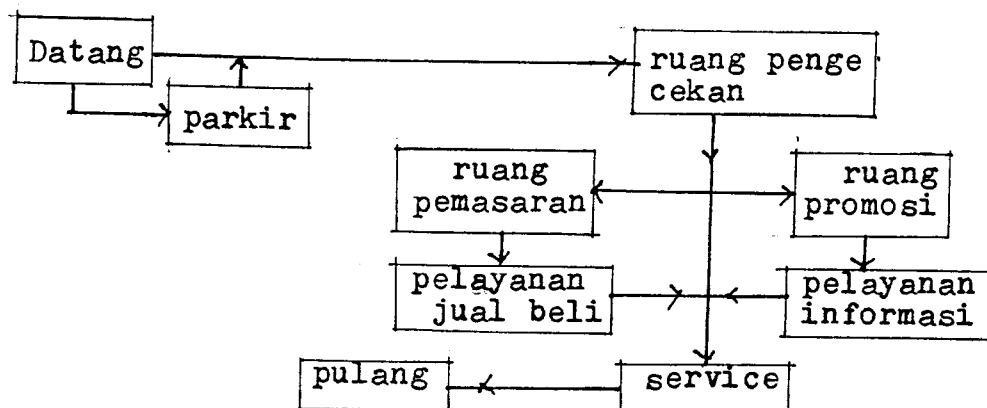 Datang
parkir
ruang penge
cekan
ruang
pemasaran
ruang
promosi
pelayanan
jual beli
pelayanan
informasi
pulang
service